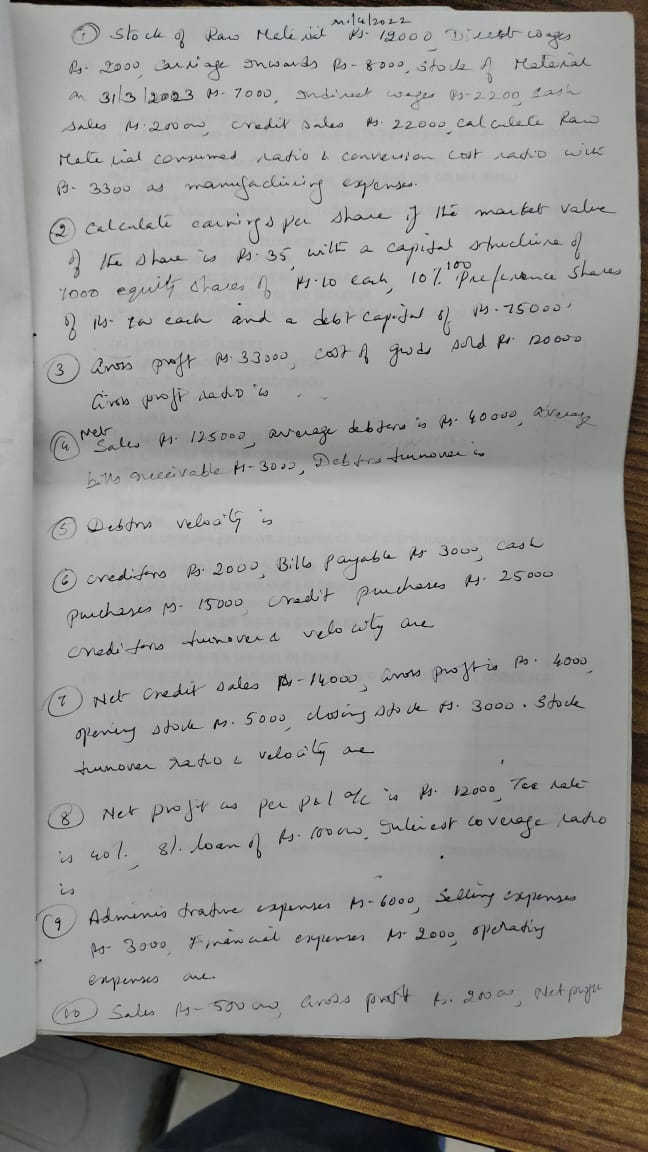 on 1/4/2022
① Stock of Raw Material Rs. 12000, Direct wages
Rs. 2000, Carriage Inwards Rs-8000, Stock of Material
on 31/3/2023 Rs-7000, Indirect wages Rs-2200, cash
sales Rs. 20000, credit sales Rs. 22000, calculate Raw
Material consumed ratio & conversion cost ratio with
Rs- 3300 as manufacturing expenses.
② Calculate earnings per share if the market value
of the share is Rs. 35, with a capital structure of
7000 equity shares of Rs. 10 each, 10% 100 Preference shares
of Rs. 100 each and a debt capital of Rs. 75000.
③ Gross profit Rs. 33000, cost of goods sold Rs. 120000
Gross profit ratio is
④ Net Sales Rs. 125000, average debtors is Rs. 40000, average
bills receivable Rs-3000, Debtors turnover is
⑤ Debtors velocity is
⑥ creditors Rs. 2000, Bills payable Rs 3000, cash
purchases Rs- 15000, credit purchases Rs. 25000
creditors turnover & velocity are
⑦ Net credit sales Rs-14000, Gross profit is Rs. 4000,
opening stock Rs. 5000, closing stock Rs. 3000. Stock
turnover ratio & velocity are
⑧ Net profit as per P&l a/c is Rs. 12000, Tax rate
is 40%, 8%. loan of Rs. 10000, Interest coverage ratio
is
⑨ Administrative expenses Rs-6000, Selling expenses
Rs- 3000, Financial expenses Rs- 2000, operating
expenses are
⑩ Sales Rs-50000, Gross profit Rs. 20000, Net profit